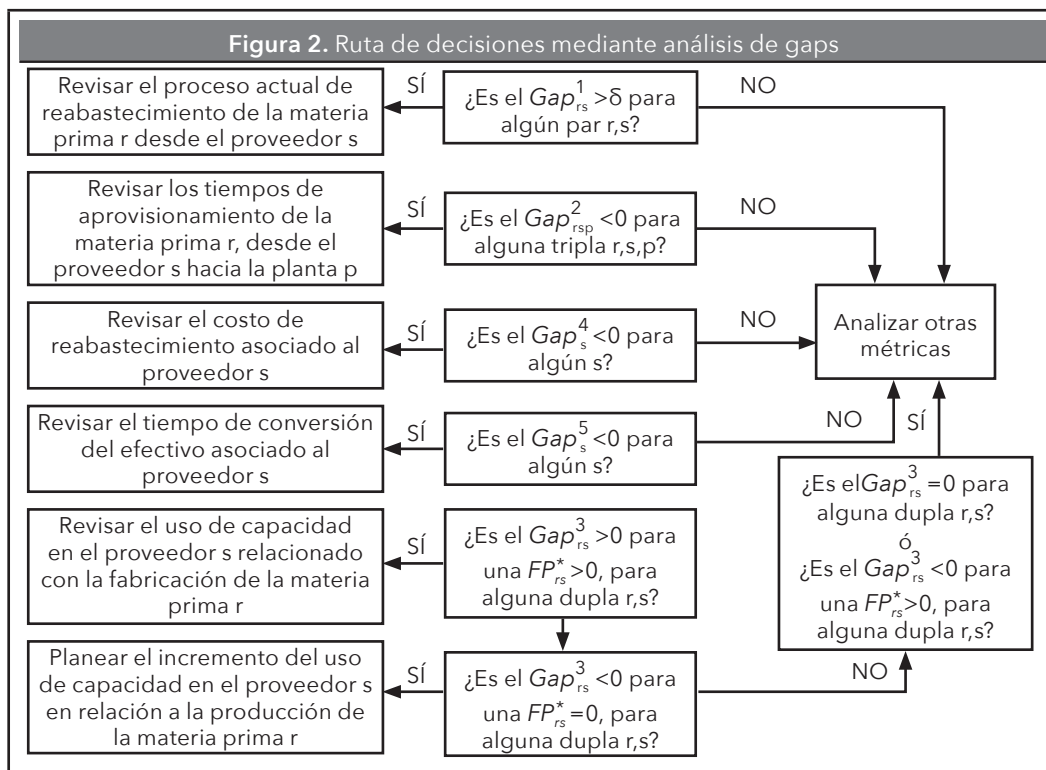 Figura 2. Ruta de decisiones mediante análisis de gaps
Revisar el proceso actual de
reabastecimiento de la materia
prima r desde el proveedor s
SÍ
¿Es el Gap¹rs >δ para
algún par r,s?
NO
Revisar los tiempos de
aprovisionamiento de la
materia prima r, desde el
proveedor s hacia la planta p
SÍ
¿Es el Gap²rsp <0 para
alguna tripla r,s,p?
NO
Revisar el costo de
reabastecimiento asociado al
proveedor s
SÍ
¿Es el Gap⁴s <0 para
algún s?
NO
Analizar otras
métricas
Revisar el tiempo de conversión
del efectivo asociado al
proveedor s
SÍ
¿Es el Gap⁵s <0 para
algún s?
NO
SÍ
Revisar el uso de capacidad
en el proveedor s relacionado
con la fabricación de la materia
prima r
SÍ
¿Es el Gap³rs >0 para
una FP*rs >0, para
alguna dupla r,s?
¿Es elGap³rs =0 para
alguna dupla r,s?
ó
¿Es el Gap³rs <0 para
una FP*rs>0, para
alguna dupla r,s?
Planear el incremento del uso
de capacidad en el proveedor s
en relación a la producción de
la materia prima r
SÍ
¿Es el Gap³rs <0 para
una FP*rs =0, para
alguna dupla r,s?
NO